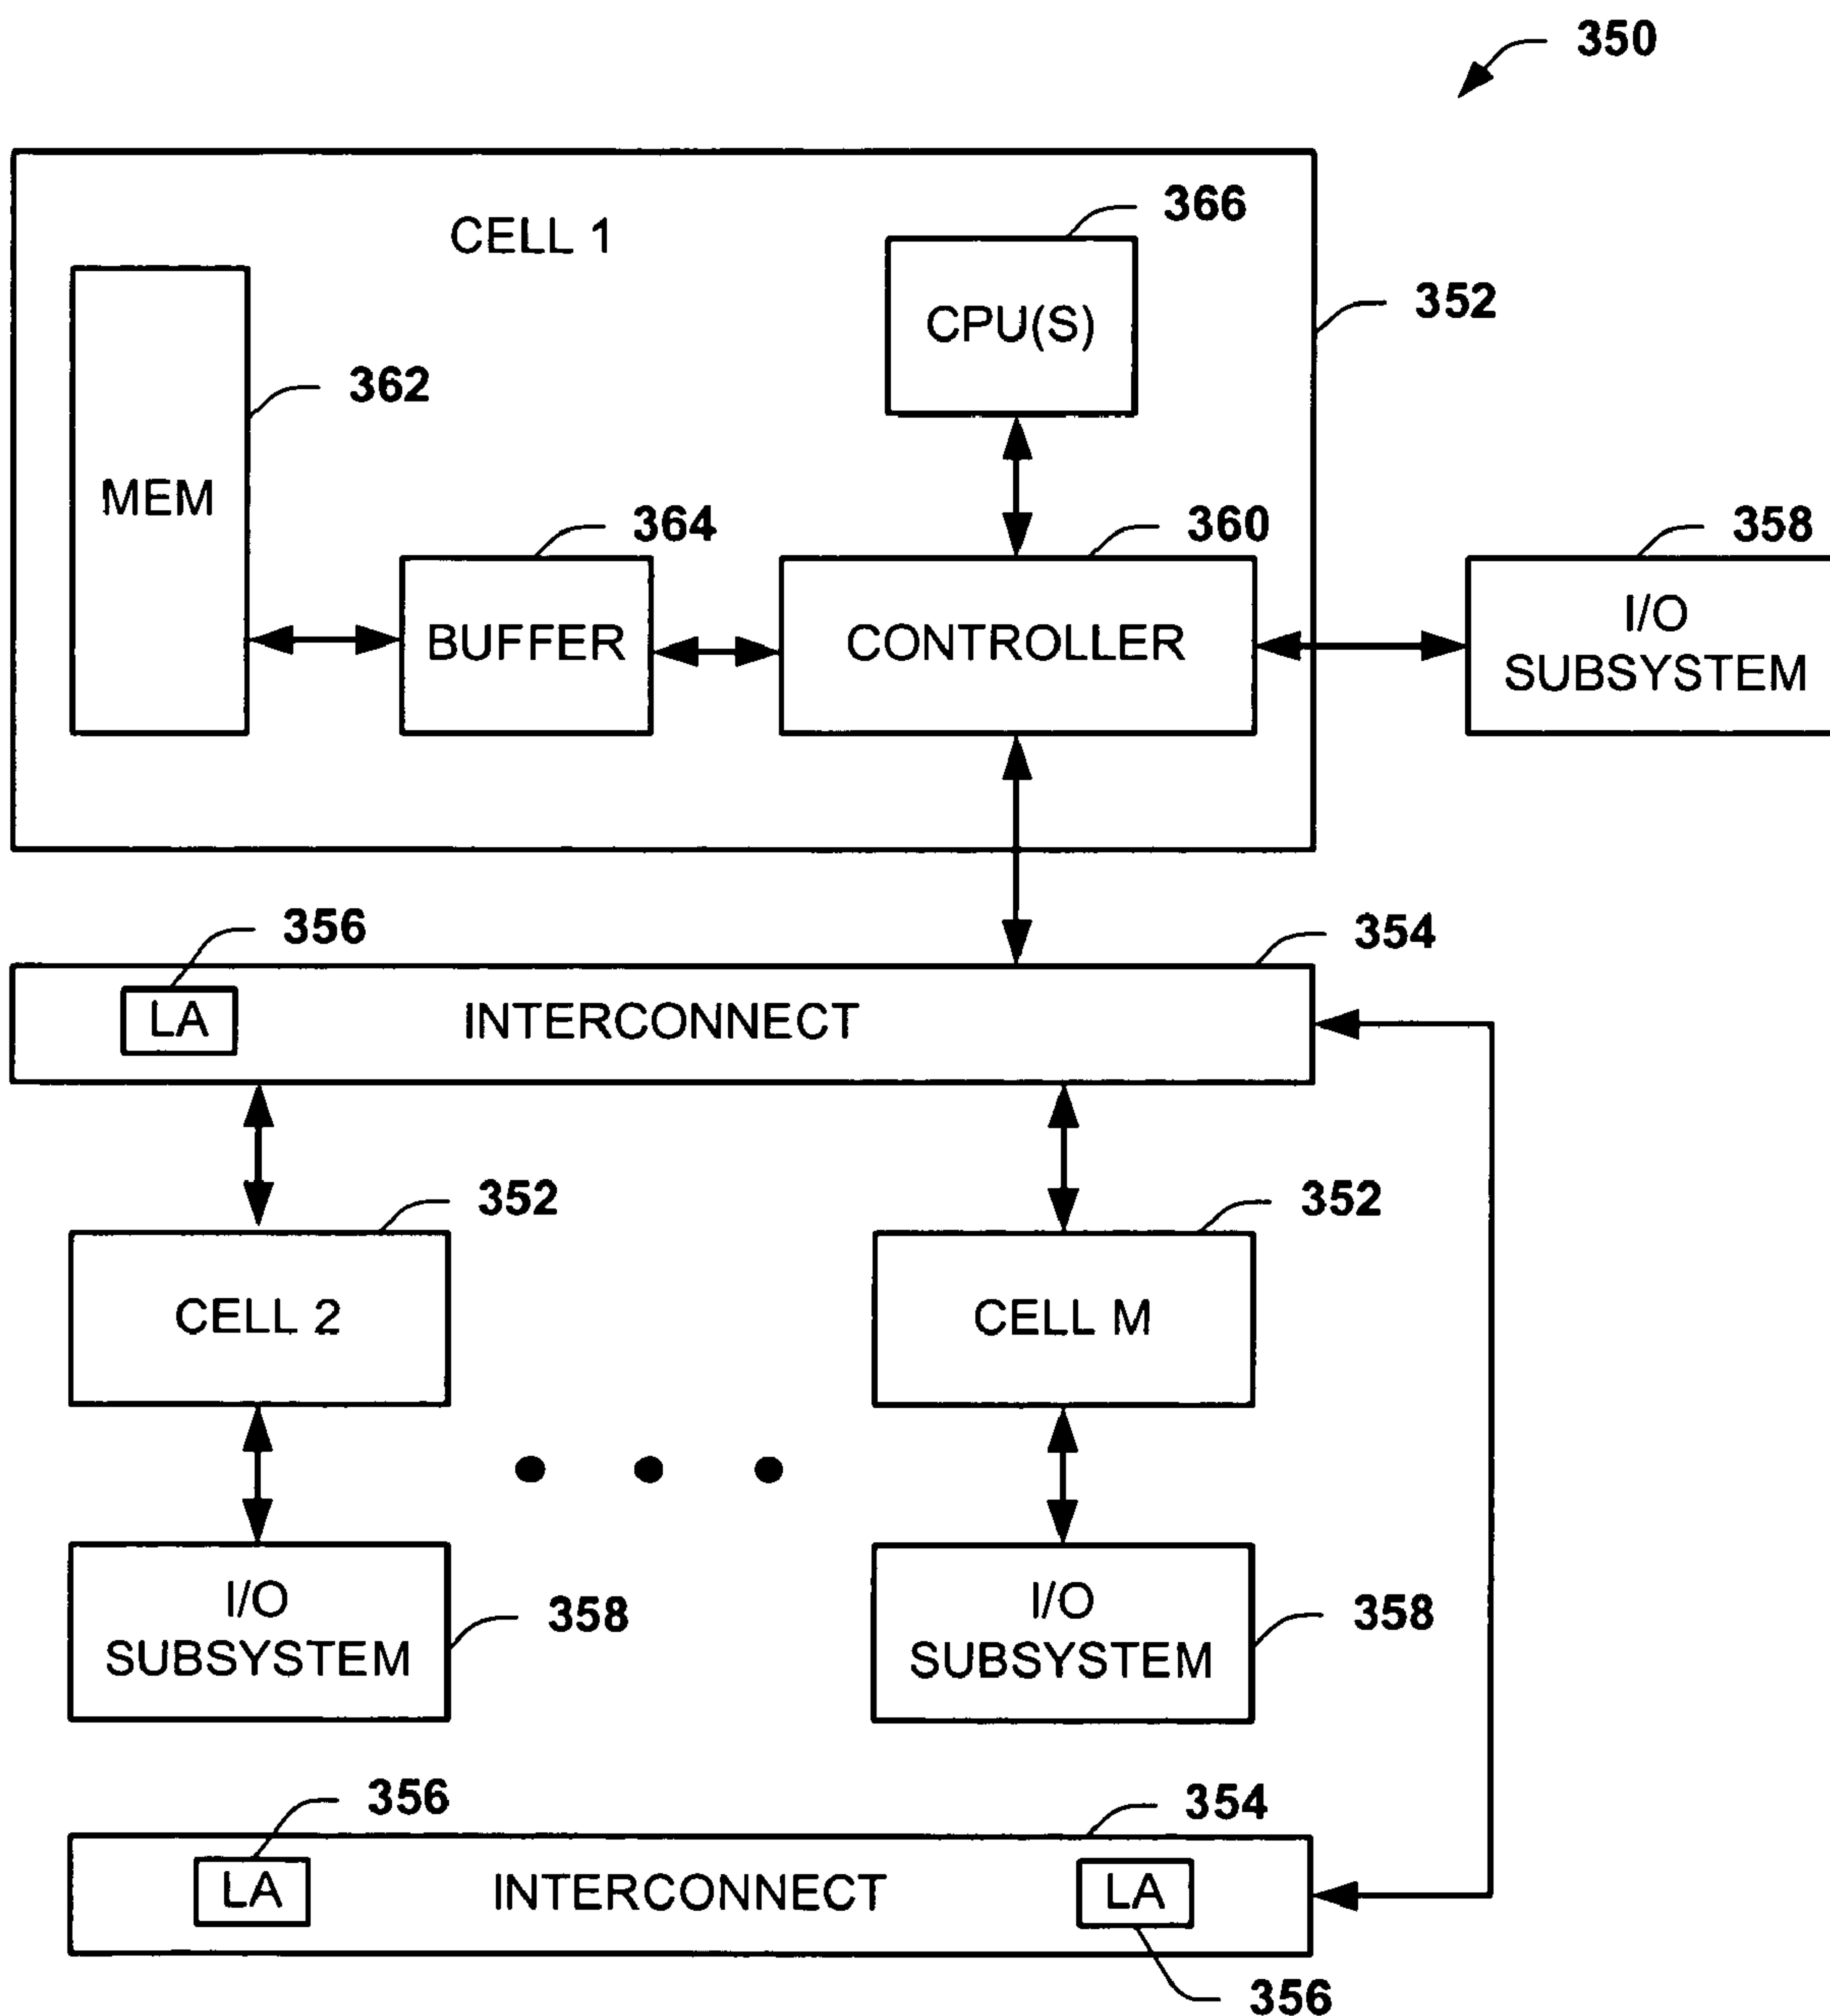 350
CELL 1
366
CPU(S)
352
362
MEM
364
360
358
BUFFER
CONTROLLER
I/O
SUBSYSTEM
356
354
LA
INTERCONNECT
352
352
CELL 2
CELL M
I/O
SUBSYSTEM
358
I/O
SUBSYSTEM
358
356
354
LA
INTERCONNECT
LA
356